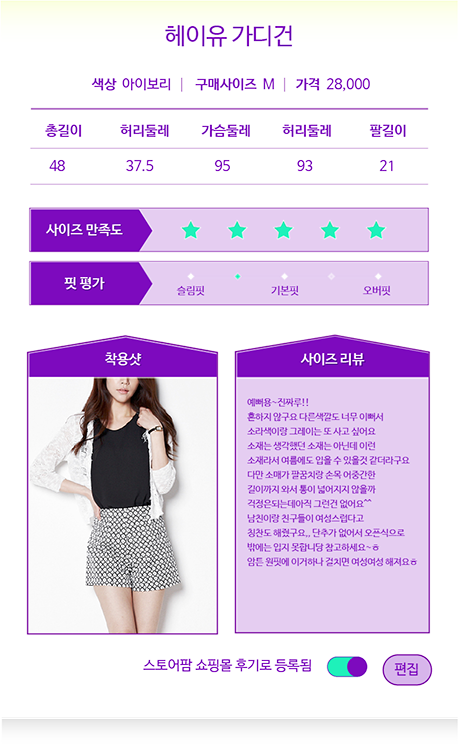 헤이유 가디건
색상 아이보리 | 구매사이즈 M | 가격 28,000
총길이 허리둘레 가슴둘레 허리둘레 팔길이
48 37.5 95 93 21
사이즈 만족도
핏 평가
슬림핏 기본핏 오버핏
착용샷
사이즈 리뷰
예뻐용~진짜루!!
흔하지 않구요 다른색깔도 너무 이뻐서
소라색이랑 그레이는 또 사고 싶어요
소재는 생각했던 소재는 아닌데 이런
소재라서 여름에도 입을 수 있을것 같더라구요
다만 소매가 팔꿈치랑 손목 어중간한
길이까지 와서 통이 넓어지지 않을까
걱정은되는데아직 그런건 없어요^^
남친이랑 친구들이 여성스럽다고
칭찬도 해줬구요,, 단추가 없어서 오픈식으로
밖에는 입지 못합니당 참고하세요~ㅎ
암튼 원핏에 이거하나 걸치면 여성여성 해져요ㅎ
스토어팜 쇼핑몰 후기로 등록됨
편집